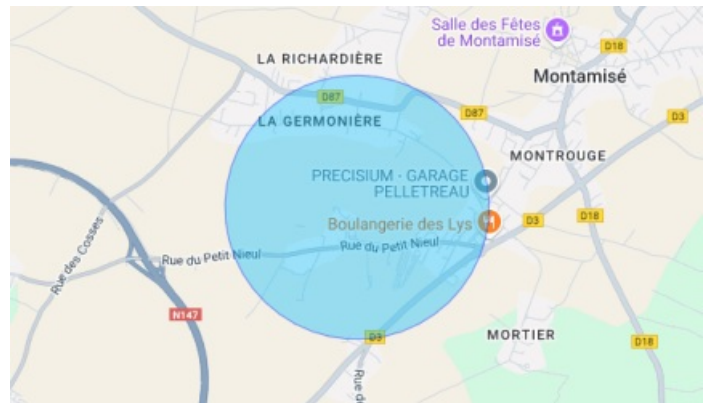 Salle des Fêtes
de Montamisé
D18
LA RICHARDIÈRE
Montamisé
D87
D87
D3
LA GERMONIÈRE
MONTROUGE
PRECISIUM - GARAGE
PELLETREAU
Boulangerie des Lys
D3
D18
Rue du Petit Nieul
Rue du Petit Nieul
Rue des Cosses
N147
D3
MORTIER
D18
Rue du